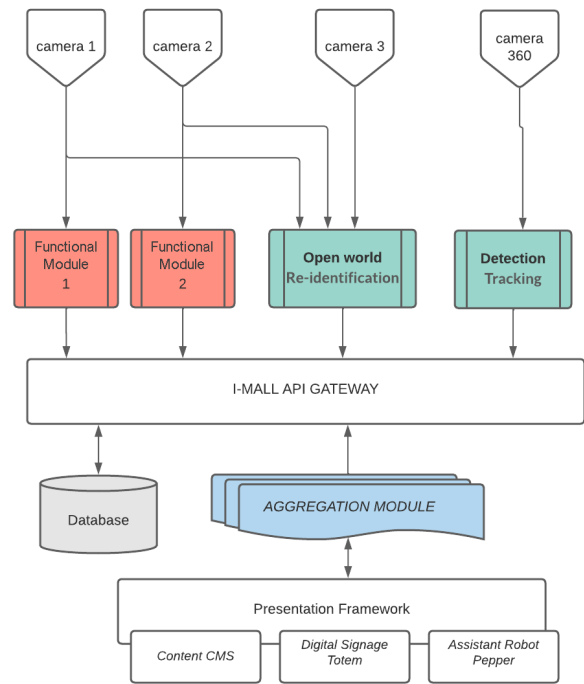 camera 1
camera 2
camera 3
camera
360
Functional
Module
1
Functional
Module
2
Open world
Re-identification
Detection
Tracking
I-MALL API GATEWAY
Database
AGGREGATION MODULE
Presentation Framework
Content CMS
Digital Signage
Totem
Assistant Robot
Pepper